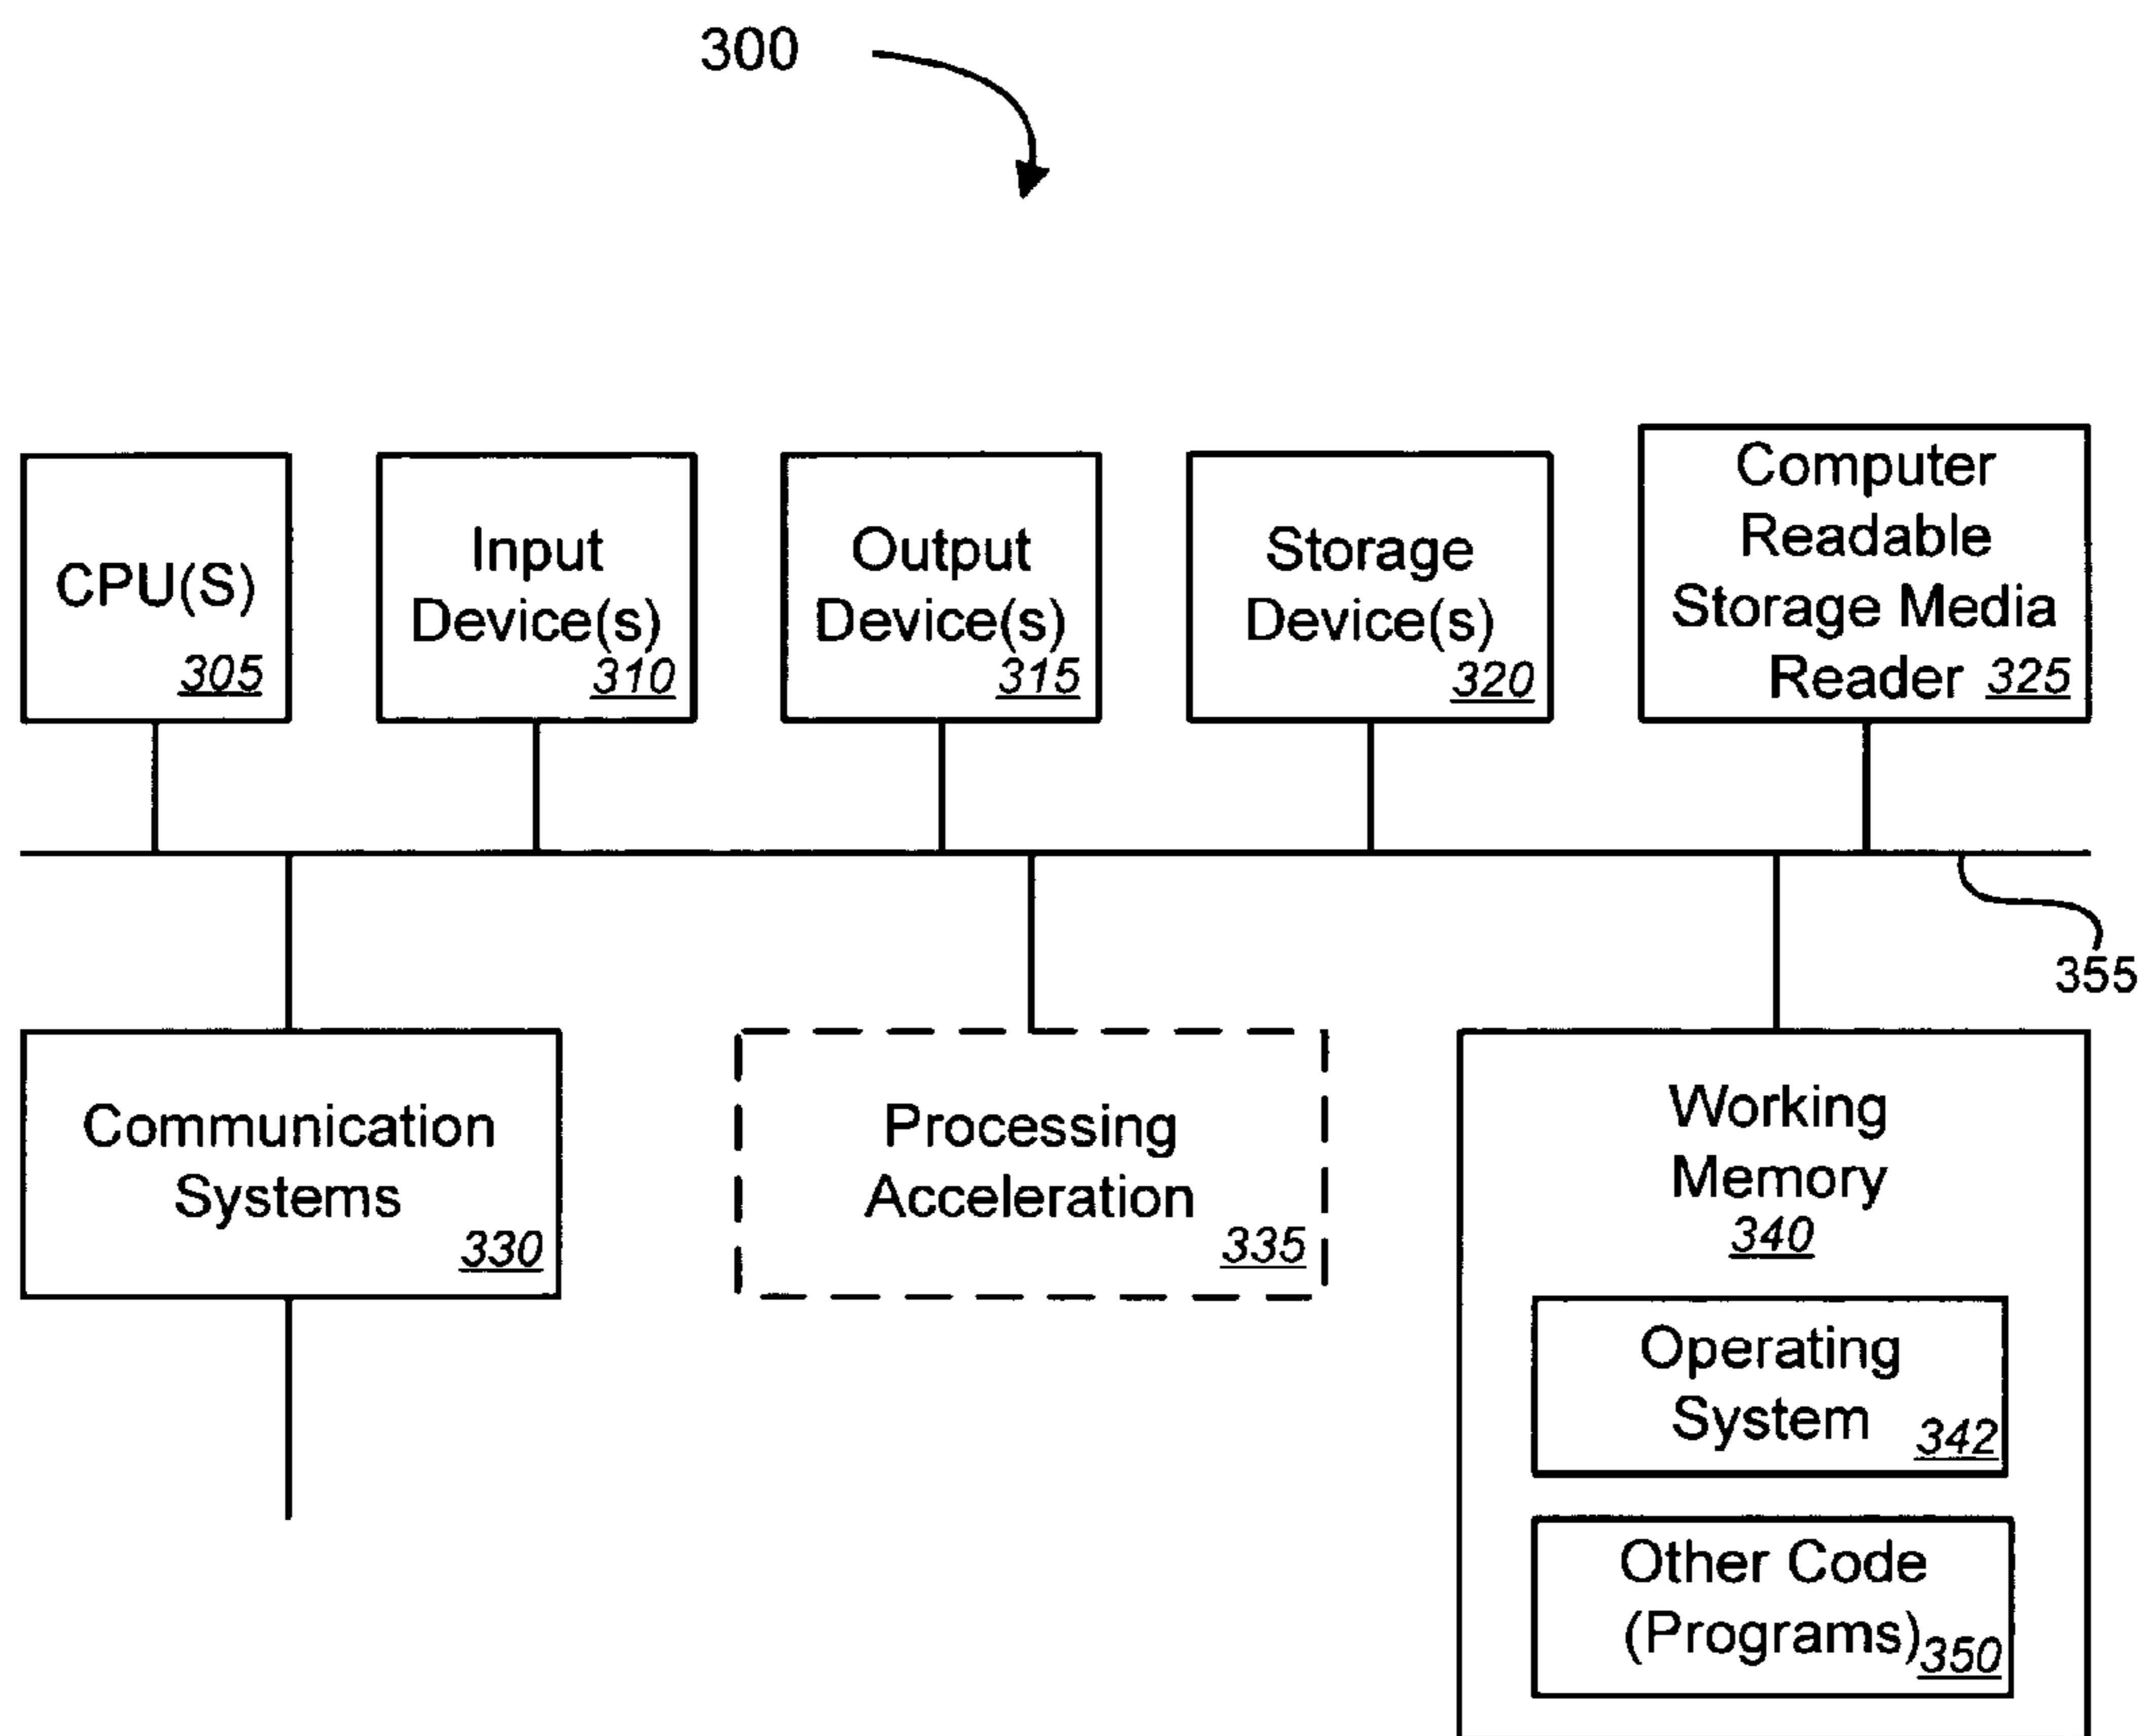 300
CPU(S)
305
Input
Device(s)
310
Output
Device(s)
315
Storage
Device(s)
320
Computer
Readable
Storage Media
Reader 325
355
Communication
Systems
330
Processing
Acceleration
335
Working
Memory
340
Operating
System
342
Other Code
(Programs)
350